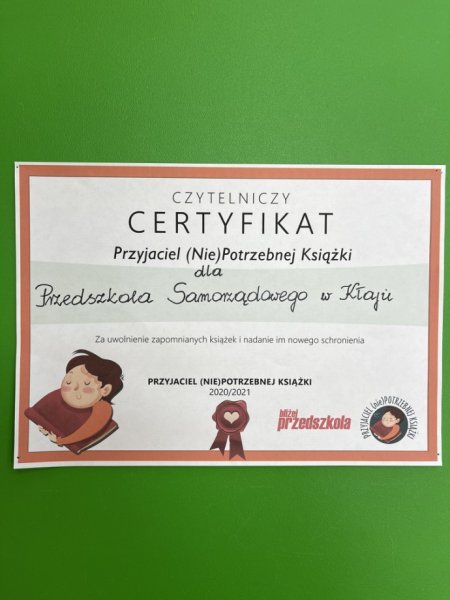 CZYTELNICZY
CERTYFIKAT
Przyjaciel (Nie)Potrzebnej Książki
dla
Przedszkola Samorządowego w Kłaju
Za uwolnienie zapomnianych książek i nadanie im nowego schronienia
PRZYJACIEL (NIE)POTRZEBNEJ KSIĄŻKI
2020/2021
bliżej
przedszkola
PRZYJACIEL (nie)POTRZEBNEJ KSIĄŻKI